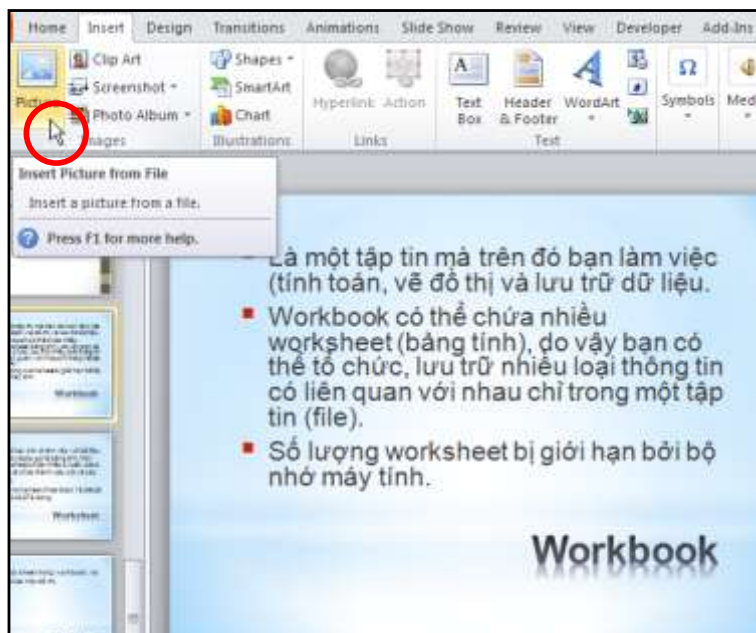 Home Insert Design Transitions Animations Slide Show Review View Developer Add-Ins
Clip Art
Screenshot
Photo Album
Images
Shapes
SmartArt
Chart
Illustrations
Hyperlink Action
Links
Text Box
Header & Footer
WordArt
Text
Symbols
Insert Picture from File
Insert a picture from a file.
Press F1 for more help.
Là một tập tin mà trên đó bạn làm việc
(tính toán, vẽ đồ thị và lưu trữ dữ liệu.
Workbook có thể chứa nhiều
worksheet (bảng tính), do vậy bạn có
thể tổ chức, lưu trữ nhiều loại thông tin
có liên quan với nhau chỉ trong một tập
tin (file).
Số lượng worksheet bị giới hạn bởi bộ
nhớ máy tính.
Workbook
Workbook
Worksheet